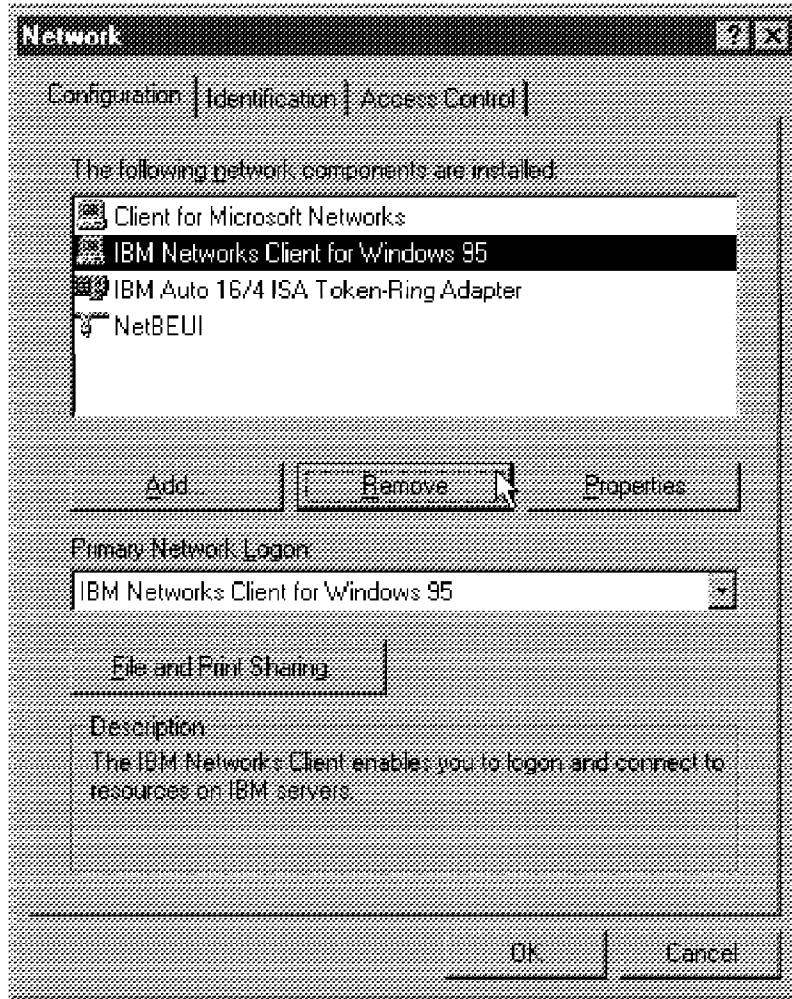 Network
Configuration Identification Access Control
The following network components are installed:
Client for Microsoft Networks
IBM Networks Client for Windows 95
IBM Auto 16/4 ISA Token-Ring Adapter
NetBEUI
Add... Remove Properties
Primary Network Logon:
IBM Networks Client for Windows 95
File and Print Sharing...
Description
The IBM Networks Client enables you to logon and connect to
resources on IBM servers.
OK Cancel